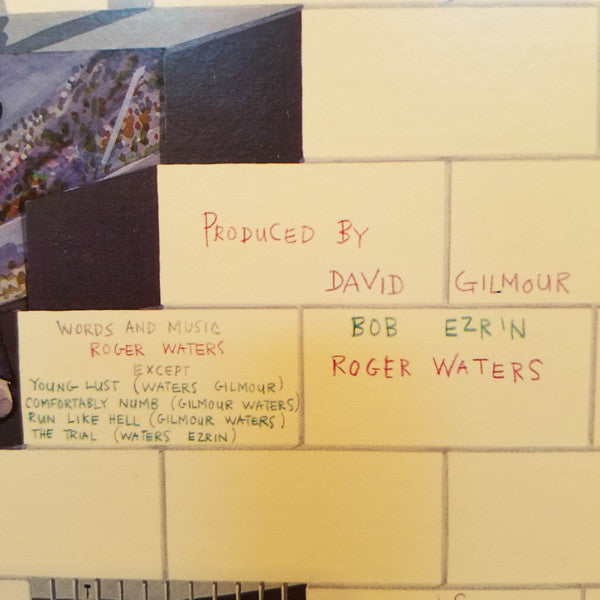 PRODUCED BY
DAVID GILMOUR
BOB EZRIN
ROGER WATERS
WORDS AND MUSIC
ROGER WATERS
EXCEPT
YOUNG LUST (WATERS GILMOUR)
COMFORTABLY NUMB (GILMOUR WATERS)
RUN LIKE HELL (GILMOUR WATERS)
THE TRIAL (WATERS EZRIN)